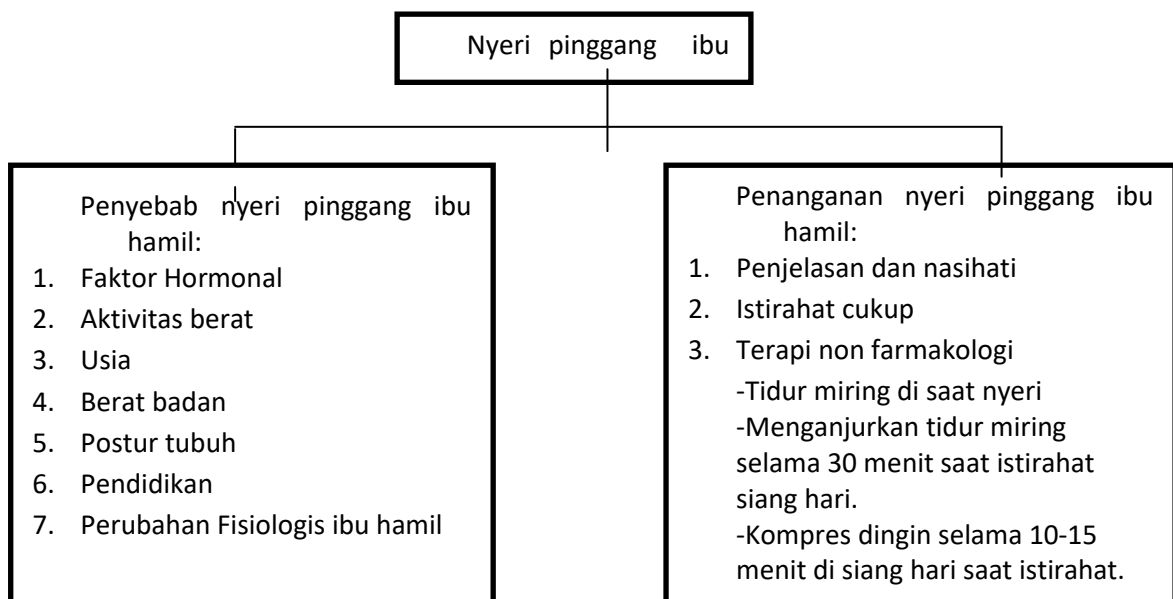 Nyeri pinggang ibu
Penyebab nyeri pinggang ibu
hamil:
1. Faktor Hormonal
2. Aktivitas berat
3. Usia
4. Berat badan
5. Postur tubuh
6. Pendidikan
7. Perubahan Fisiologis ibu hamil
Penanganan nyeri pinggang ibu
hamil:
1. Penjelasan dan nasihati
2. Istirahat cukup
3. Terapi non farmakologi
-Tidur miring di saat nyeri
-Menganjurkan tidur miring
selama 30 menit saat istirahat
siang hari.
-Kompres dingin selama 10-15
menit di siang hari saat istirahat.